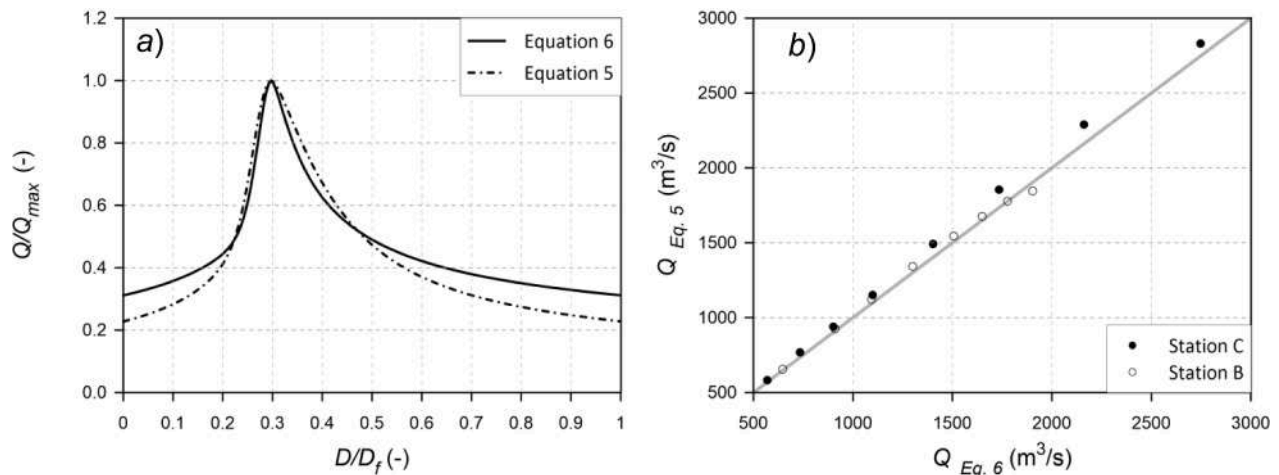 a)
Equation 6
Equation 5
1.2
1.0
0.8
0.6
0.4
0.2
0.0
Q/Qmax (-)
0 0.1 0.2 0.3 0.4 0.5 0.6 0.7 0.8 0.9 1
D/Df (-)
b)
3000
2500
2000
1500
1000
500
Q Eq. 5 (m³/s)
Station C
Station B
500 1000 1500 2000 2500 3000
Q Eq. 6 (m³/s)